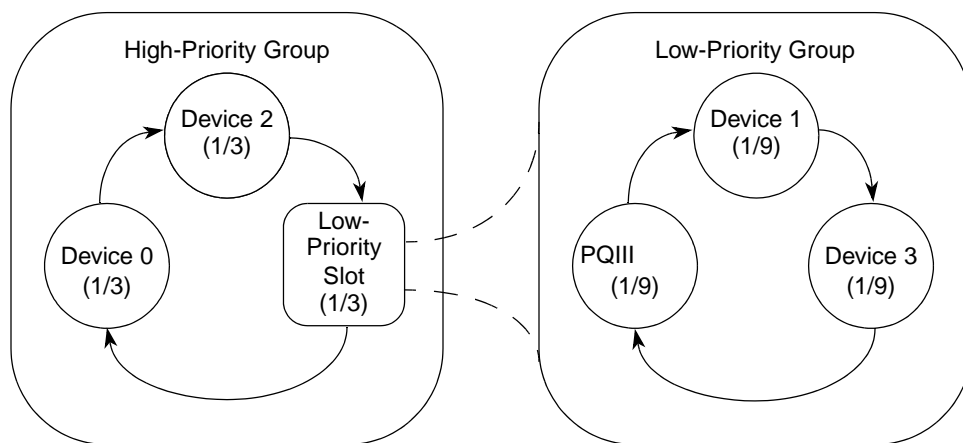 High-Priority Group
Device 2
(1/3)
Device 0
(1/3)
Low-
Priority
Slot
(1/3)
Low-Priority Group
Device 1
(1/9)
PQIII
(1/9)
Device 3
(1/9)